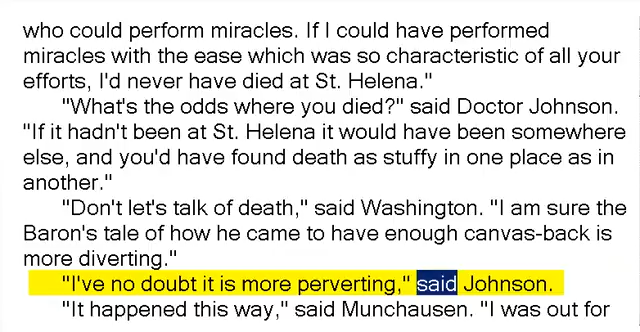 who could perform miracles. If I could have performed
miracles with the ease which was so characteristic of all your
efforts, I'd never have died at St. Helena."
"What's the odds where you died?" said Doctor Johnson.
"If it hadn't been at St. Helena it would have been somewhere
else, and you'd have found death as stuffy in one place as in
another."
"Don't let's talk of death," said Washington. "I am sure the
Baron's tale of how he came to have enough canvas-back is
more diverting."
"I've no doubt it is more perverting," said Johnson.
"It happened this way," said Munchausen. "I was out for